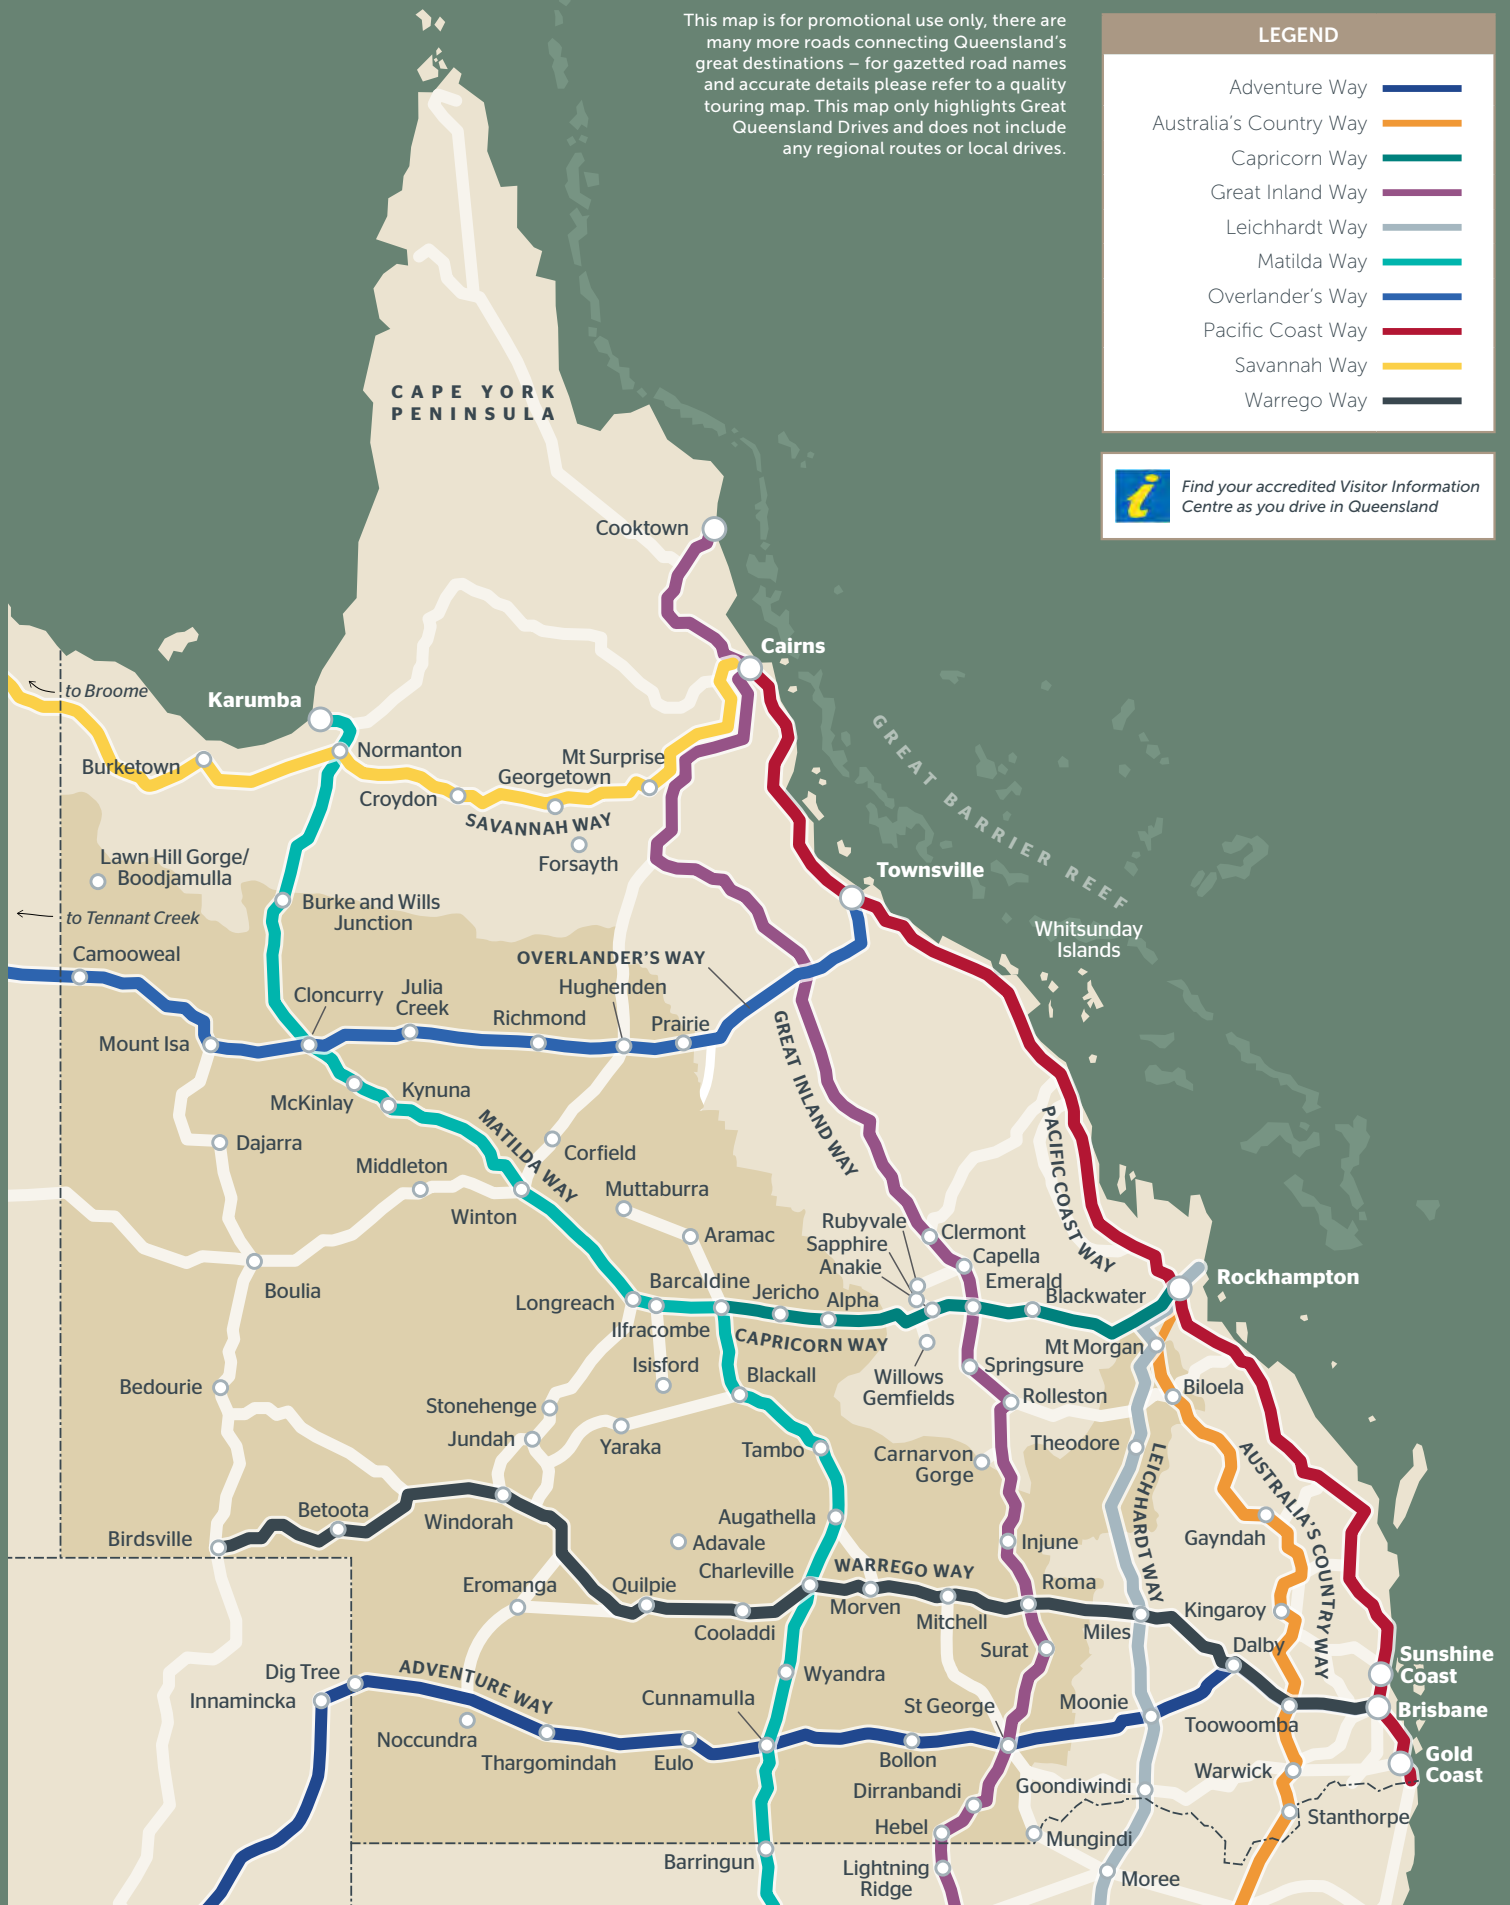 This map is for promotional use only, there are
many more roads connecting Queensland's
great destinations – for gazetted road names
and accurate details please refer to a quality
touring map. This map only highlights Great
Queensland Drives and does not include
any regional routes or local drives.
LEGEND
Adventure Way
Australia's Country Way
Capricorn Way
Great Inland Way
Leichhardt Way
Matilda Way
Overlander's Way
Pacific Coast Way
Savannah Way
Warrego Way
i
Find your accredited Visitor Information
Centre as you drive in Queensland
CAPE YORK
PENINSULA
Cooktown
Cairns
to Broome
Karumba
Normanton
Burketown
Mt Surprise
Georgetown
Croydon
SAVANNAH WAY
Forsayth
GREAT BARRIER REEF
Lawn Hill Gorge/
Boodjamulla
Townsville
Burke and Wills
Junction
to Tennant Creek
Whitsunday
Islands
Camooweal
OVERLANDER'S WAY
Hughenden
Cloncurry
Julia
Creek
Richmond
Prairie
Mount Isa
GREAT INLAND WAY
McKinlay
Kynuna
MATILDA WAY
PACIFIC COAST WAY
Dajarra
Corfield
Middleton
Muttaburra
Winton
Aramac
Rubyvale
Sapphire
Anakie
Clermont
Capella
Emerald
Blackwater
Rockhampton
Boulia
Barcaldine
Jericho
Alpha
Longreach
Ilfracombe
CAPRICORN WAY
Mt Morgan
Isisford
Blackall
Willows
Gemfields
Springsure
Rolleston
Biloela
Bedourie
Stonehenge
Jundah
Yaraka
Tambo
Carnarvon
Gorge
Theodore
LEICHHARDT WAY
AUSTRALIA'S COUNTRY WAY
Betoota
Windorah
Augathella
Birdsville
Adavale
Gayndah
Injune
Charleville
WARREGO WAY
Eromanga
Quilpie
Morven
Mitchell
Roma
Kingaroy
Cooladdi
Miles
Surat
Dalby
Sunshine
Coast
Dig Tree
Innamincka
ADVENTURE WAY
Wyandra
Cunnamulla
St George
Moonie
Toowoomba
Brisbane
Noccundra
Thargomindah
Eulo
Bollon
Warwick
Gold
Coast
Dirranbandi
Goondiwindi
Stanthorpe
Hebel
Mungindi
Barringun
Lightning
Ridge
Moree